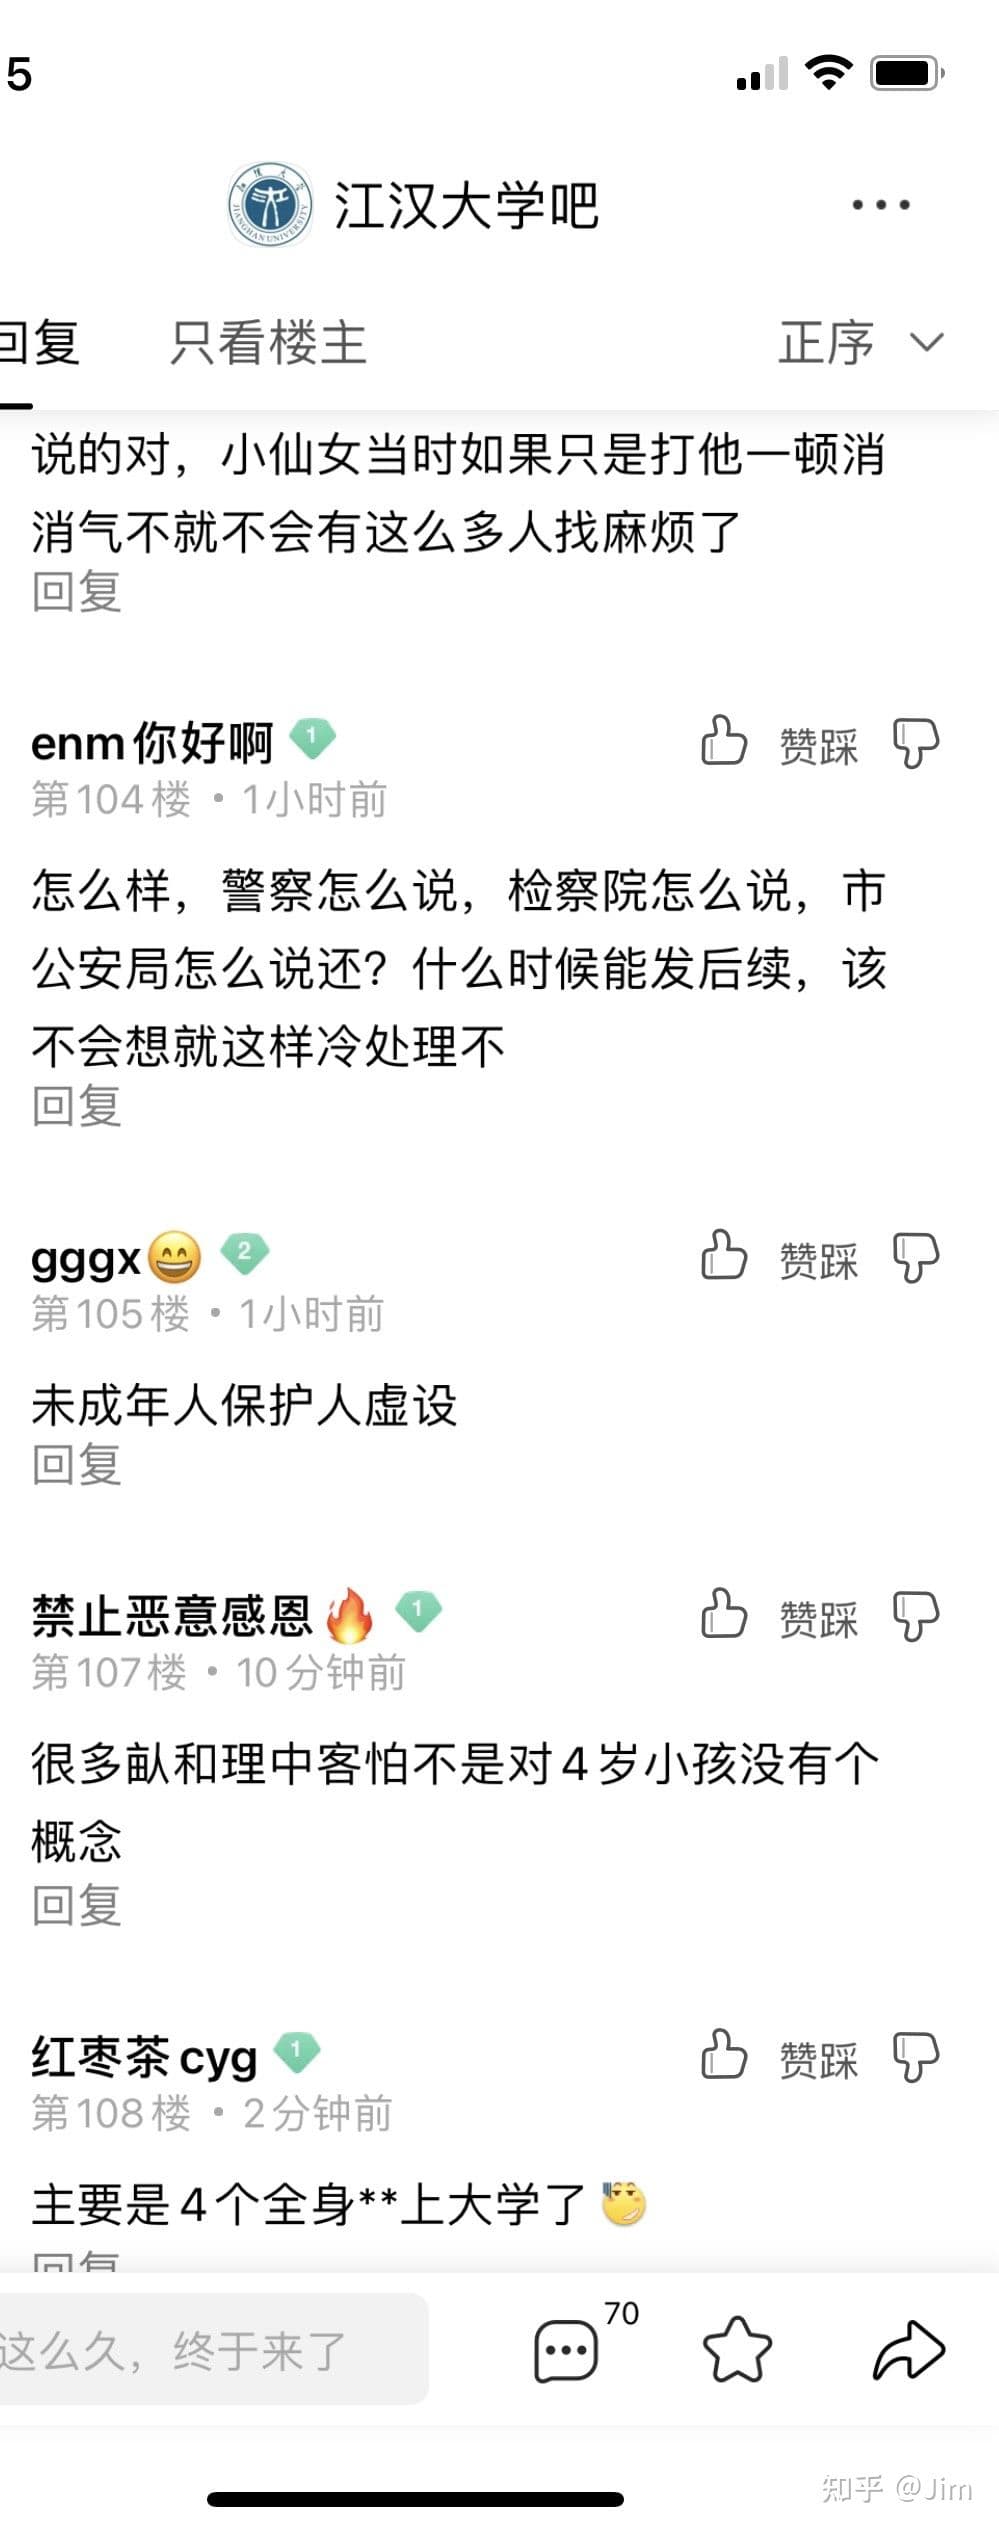 5
江汉大学吧
回复 只看楼主 正序
说的对，小仙女当时如果只是打他一顿消
消气不就不会有这么多人找麻烦了
回复
enm你好啊 1
赞踩
第104楼·1小时前
怎么样，警察怎么说，检察院怎么说，市
公安局怎么说还？什么时候能发后续，该
不会想就这样冷处理不
回复
gggx😄 2
赞踩
第105楼·1小时前
未成年人保护人虚设
回复
禁止恶意感恩🔥 1
赞踩
第107楼·10分钟前
很多畎和理中客怕不是对4岁小孩没有个
概念
回复
红枣茶cyg 1
赞踩
第108楼·2分钟前
主要是4个全身**上大学了
回复
这么久，终于来了
70
知乎 @Jim